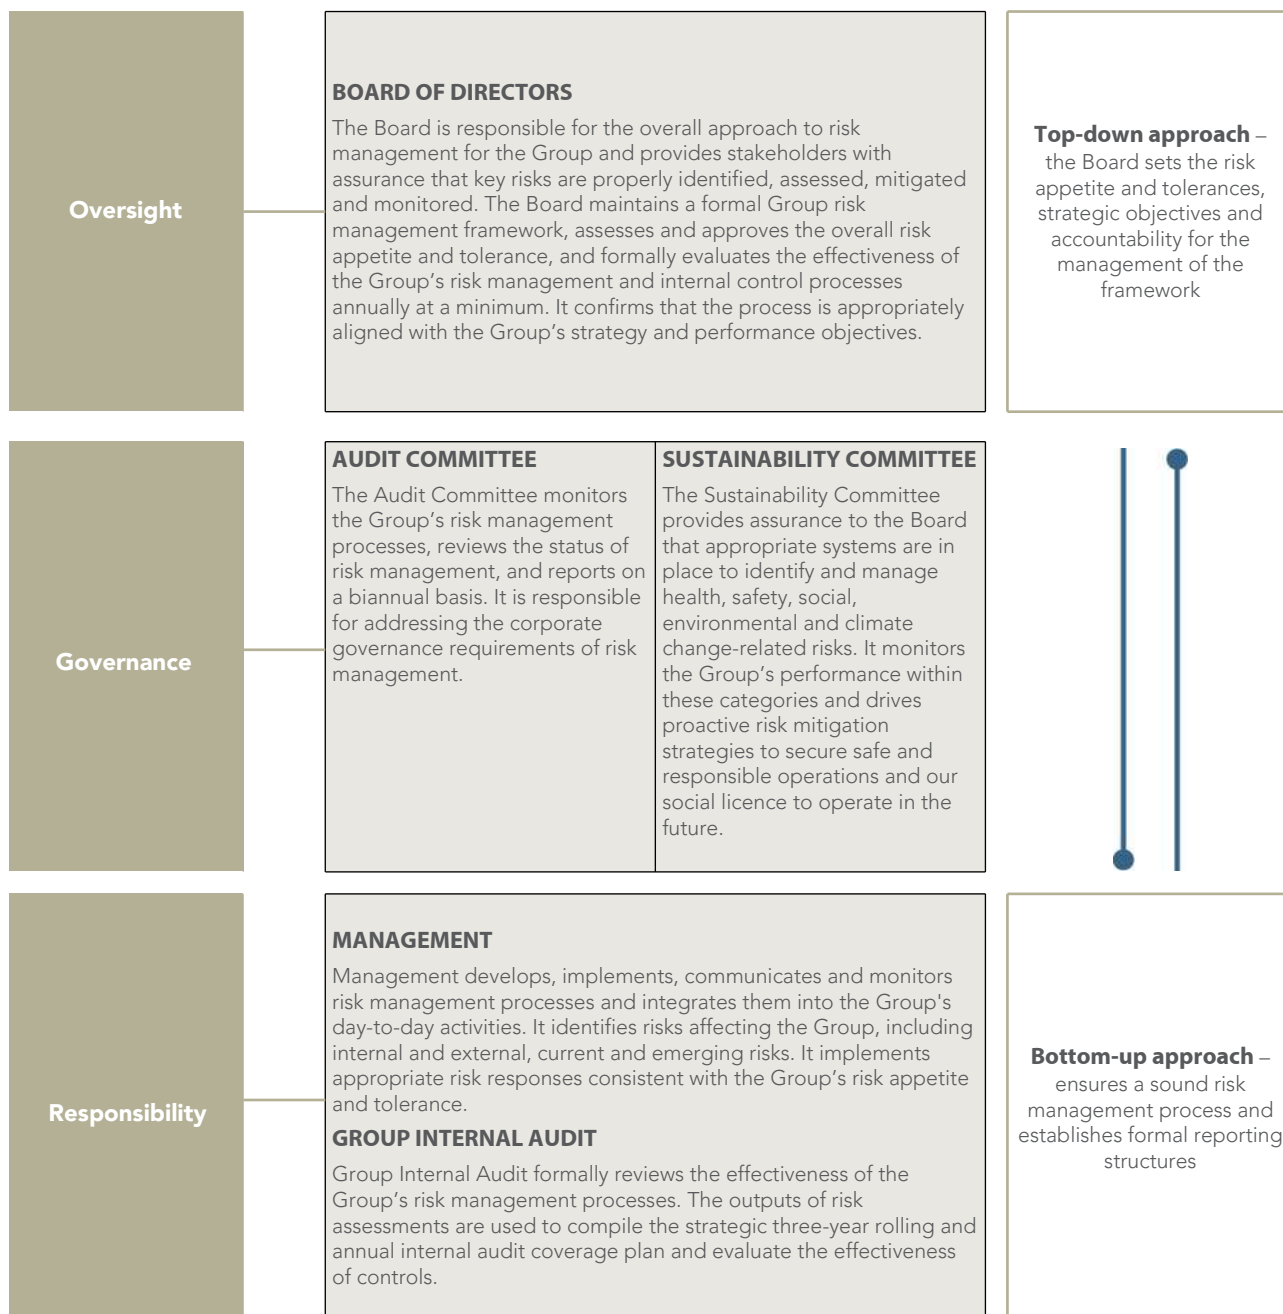 Oversight
BOARD OF DIRECTORS
The Board is responsible for the overall approach to risk
management for the Group and provides stakeholders with
assurance that key risks are properly identified, assessed, mitigated
and monitored. The Board maintains a formal Group risk
management framework, assesses and approves the overall risk
appetite and tolerance, and formally evaluates the effectiveness of
the Group’s risk management and internal control processes
annually at a minimum. It confirms that the process is appropriately
aligned with the Group’s strategy and performance objectives.
Top-down approach –
the Board sets the risk
appetite and tolerances,
strategic objectives and
accountability for the
management of the
framework
Governance
AUDIT COMMITTEE
The Audit Committee monitors
the Group’s risk management
processes, reviews the status of
risk management, and reports on
a biannual basis. It is responsible
for addressing the corporate
governance requirements of risk
management.
SUSTAINABILITY COMMITTEE
The Sustainability Committee
provides assurance to the Board
that appropriate systems are in
place to identify and manage
health, safety, social,
environmental and climate
change-related risks. It monitors
the Group’s performance within
these categories and drives
proactive risk mitigation
strategies to secure safe and
responsible operations and our
social licence to operate in the
future.
Responsibility
MANAGEMENT
Management develops, implements, communicates and monitors
risk management processes and integrates them into the Group's
day-to-day activities. It identifies risks affecting the Group, including
internal and external, current and emerging risks. It implements
appropriate risk responses consistent with the Group’s risk appetite
and tolerance.
GROUP INTERNAL AUDIT
Group Internal Audit formally reviews the effectiveness of the
Group’s risk management processes. The outputs of risk
assessments are used to compile the strategic three-year rolling and
annual internal audit coverage plan and evaluate the effectiveness
of controls.
Bottom-up approach –
ensures a sound risk
management process and
establishes formal reporting
structures